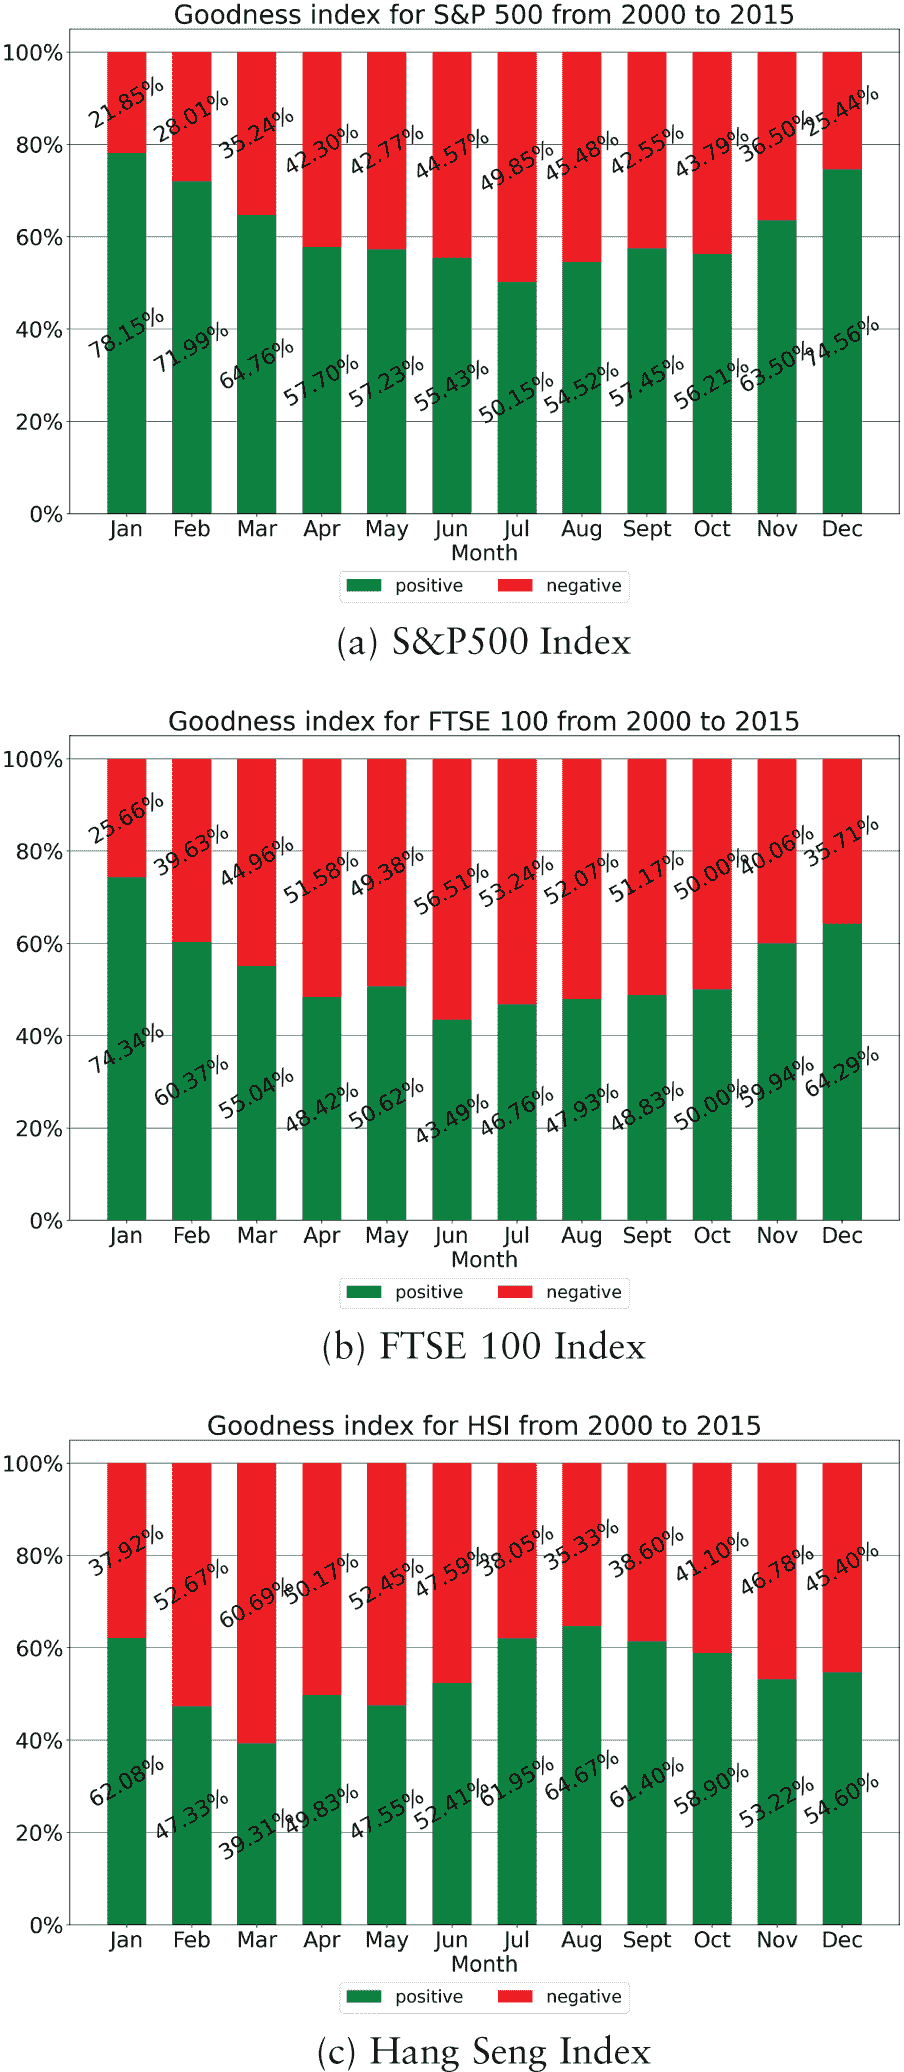 Goodness index for S&P 500 from 2000 to 2015
100%
80%
60%
40%
20%
0%
21.85% 28.01% 35.24% 42.30% 42.77% 44.57% 49.85% 45.48% 42.55% 43.79% 36.50% 25.44%
78.15% 71.99% 64.76% 57.70% 57.23% 55.43% 50.15% 54.52% 57.45% 56.21% 63.50% 74.56%
Jan Feb Mar Apr May Jun Jul Aug Sept Oct Nov Dec
Month
positive negative
(a) S&P500 Index
Goodness index for FTSE 100 from 2000 to 2015
100%
80%
60%
40%
20%
0%
25.66% 39.63% 44.96% 51.58% 49.38% 56.51% 53.24% 52.07% 51.17% 50.00% 40.06% 35.71%
74.34% 60.37% 55.04% 48.42% 50.62% 43.49% 46.76% 47.93% 48.83% 50.00% 59.94% 64.29%
Jan Feb Mar Apr May Jun Jul Aug Sept Oct Nov Dec
Month
positive negative
(b) FTSE 100 Index
Goodness index for HSI from 2000 to 2015
100%
80%
60%
40%
20%
0%
37.92% 52.67% 60.69% 50.17% 52.45% 47.59% 38.05% 35.33% 38.60% 41.10% 46.78% 45.40%
62.08% 47.33% 39.31% 49.83% 47.55% 52.41% 61.95% 64.67% 61.40% 58.90% 53.22% 54.60%
Jan Feb Mar Apr May Jun Jul Aug Sept Oct Nov Dec
Month
positive negative
(c) Hang Seng Index